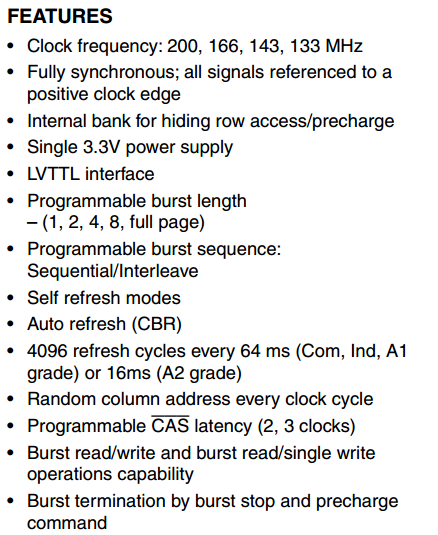 FEATURES
• Clock frequency: 200, 166, 143, 133 MHz
• Fully synchronous; all signals referenced to a
positive clock edge
• Internal bank for hiding row access/precharge
• Single 3.3V power supply
• LVTTL interface
• Programmable burst length
– (1, 2, 4, 8, full page)
• Programmable burst sequence:
Sequential/Interleave
• Self refresh modes
• Auto refresh (CBR)
• 4096 refresh cycles every 64 ms (Com, Ind, A1
grade) or 16ms (A2 grade)
• Random column address every clock cycle
• Programmable C̅A̅S̅ latency (2, 3 clocks)
• Burst read/write and burst read/single write
operations capability
• Burst termination by burst stop and precharge
command